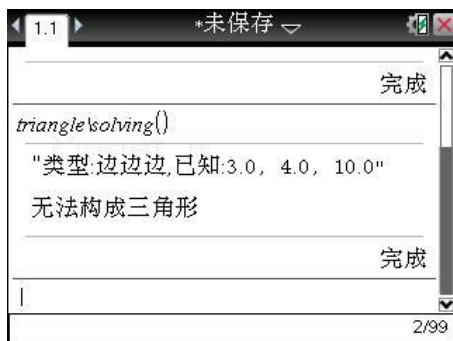 1.1
*未保存
完成
triangle\solving()
"类型:边边边,已知:3.0, 4.0, 10.0"
无法构成三角形
完成
2/99